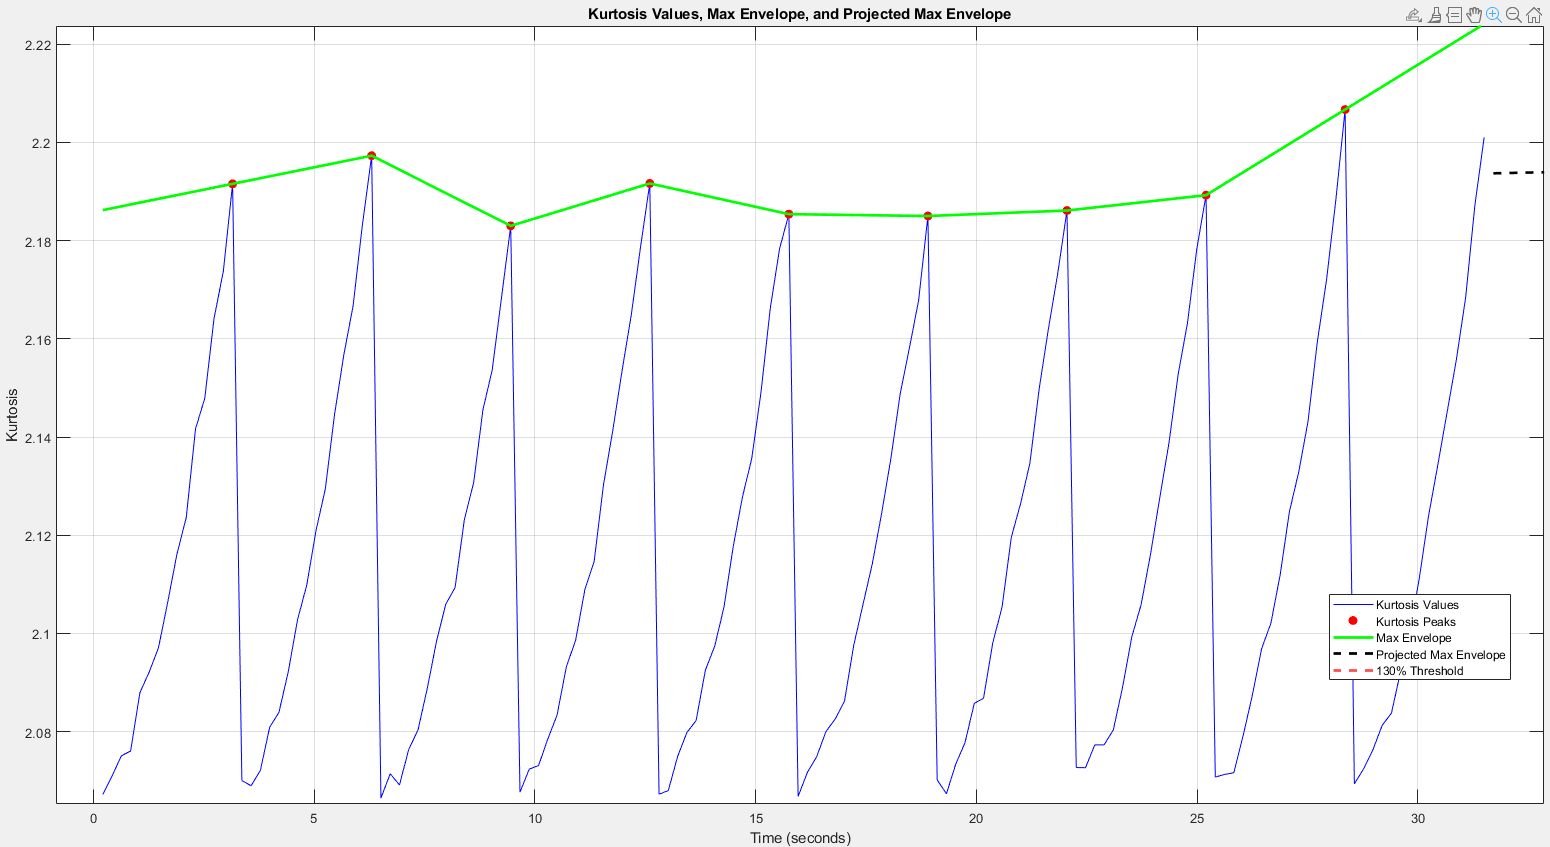 Kurtosis Values, Max Envelope, and Projected Max Envelope
2.22
2.2
2.18
2.16
2.14
2.12
2.1
2.08
Kurtosis
0
5
10
15
20
25
30
Time (seconds)
Kurtosis Values
Kurtosis Peaks
Max Envelope
Projected Max Envelope
130% Threshold